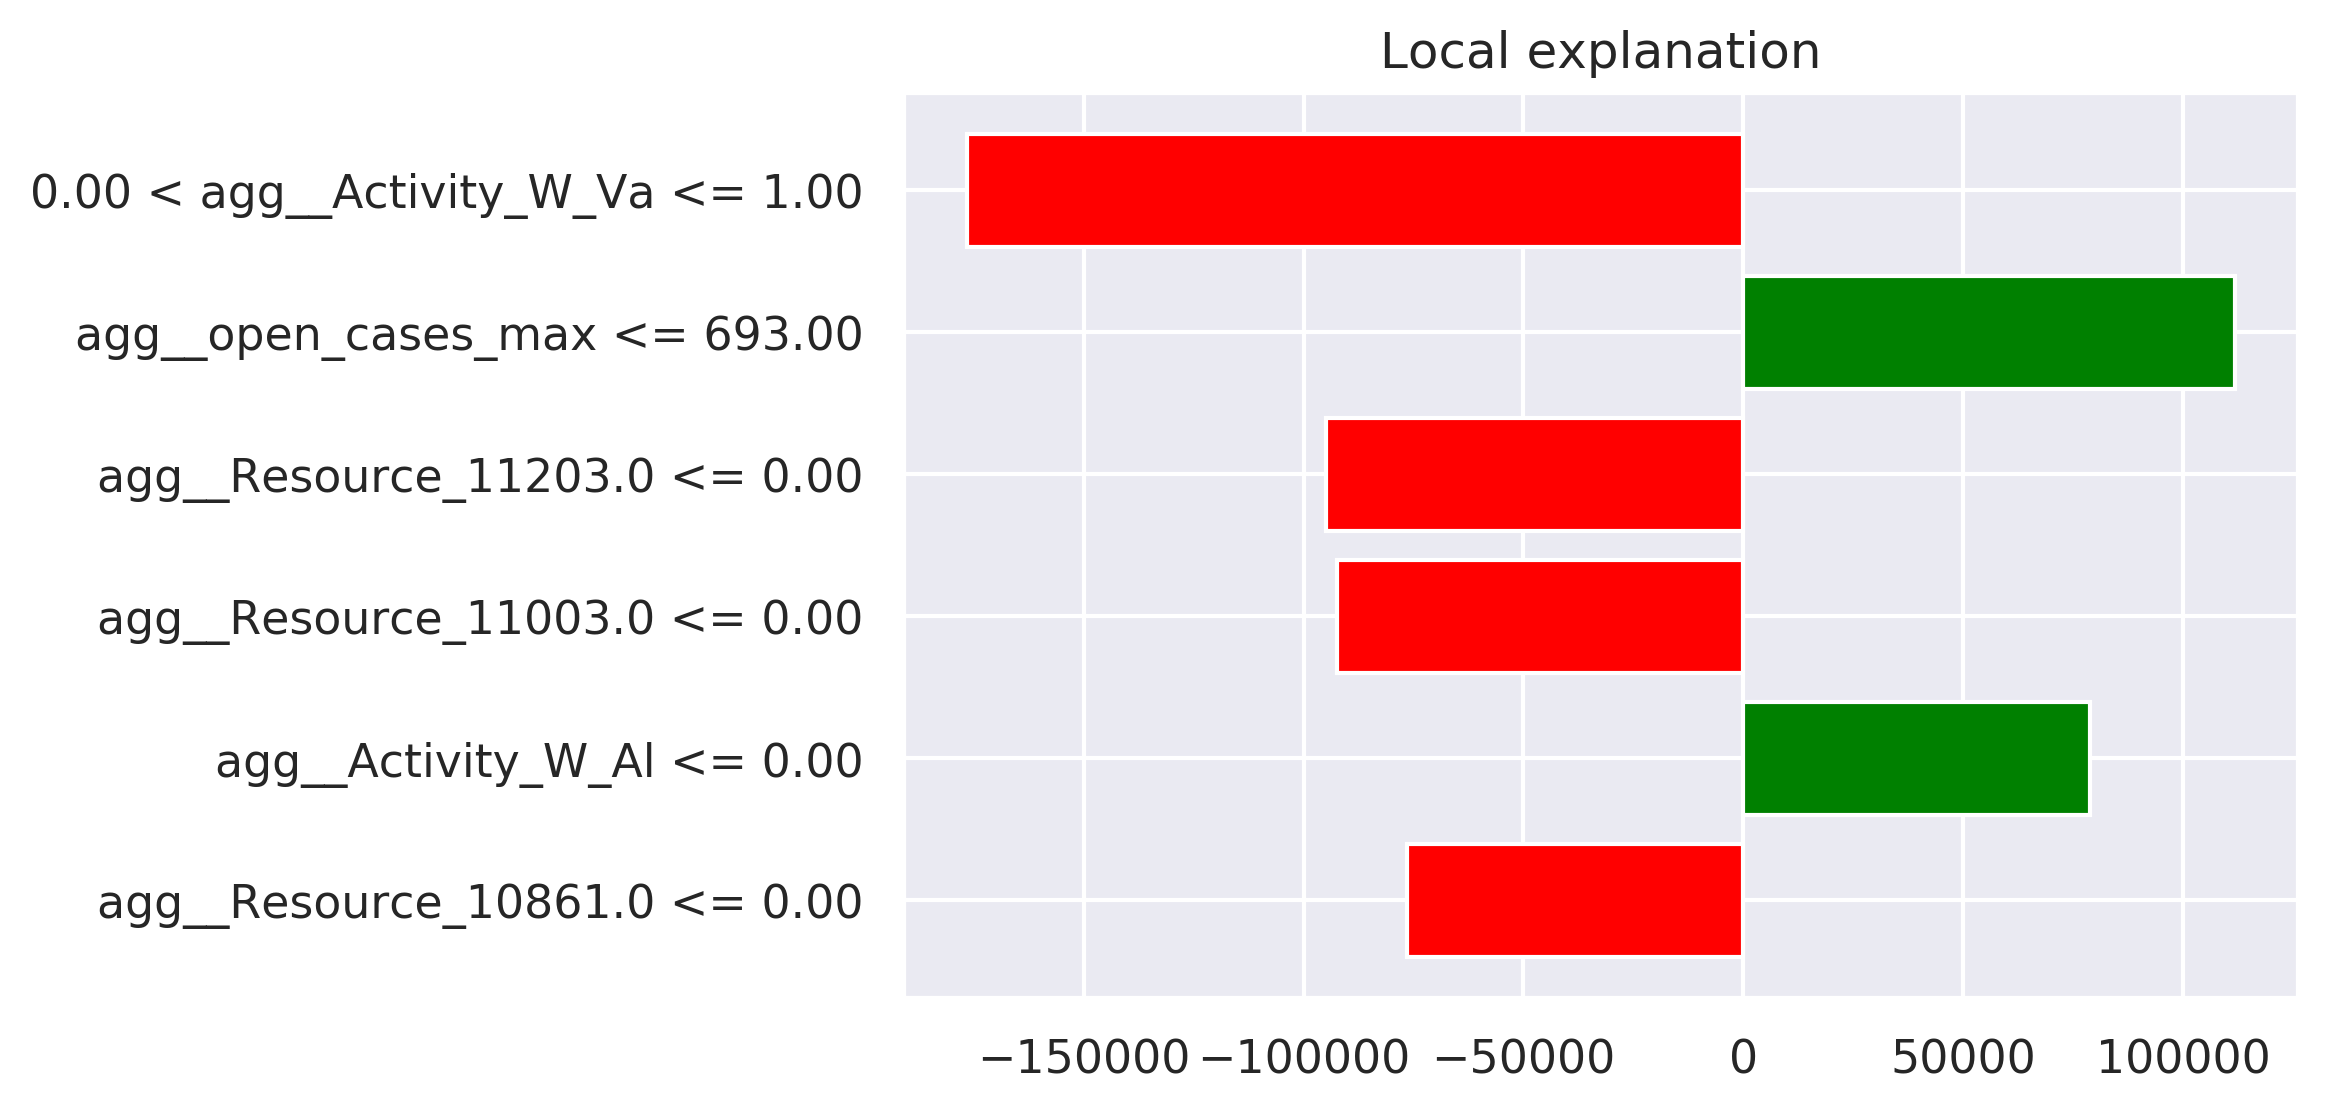 Local explanation
0.00 < agg__Activity_W_Va <= 1.00
agg__open_cases_max <= 693.00
agg__Resource_11203.0 <= 0.00
agg__Resource_11003.0 <= 0.00
agg__Activity_W_Al <= 0.00
agg__Resource_10861.0 <= 0.00
−150000 −100000 −50000 0 50000 100000